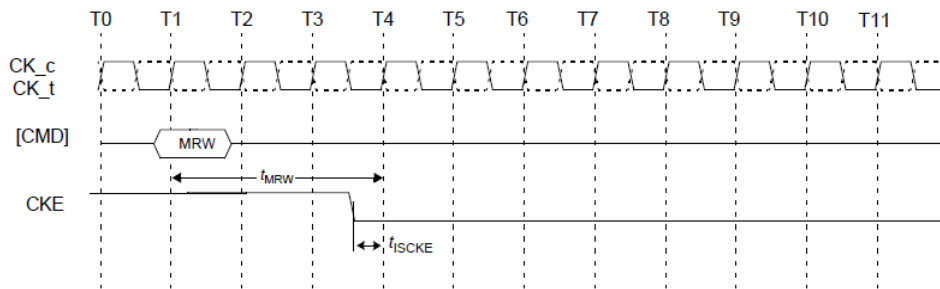 T0 T1 T2 T3 T4 T5 T6 T7 T8 T9 T10 T11
CK_c
CK_t
[CMD] MRW
tMRW
CKE
tISCKE